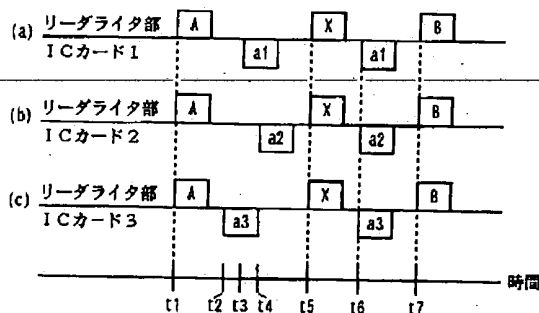 (a) リーダライタ部 A X B
ICカード1 a1 a1
(b) リーダライタ部 A X B
ICカード2 a2 a2
(c) リーダライタ部 A X B
ICカード3 a3 a3
時間
t1 t2 t3 t4 t5 t6 t7